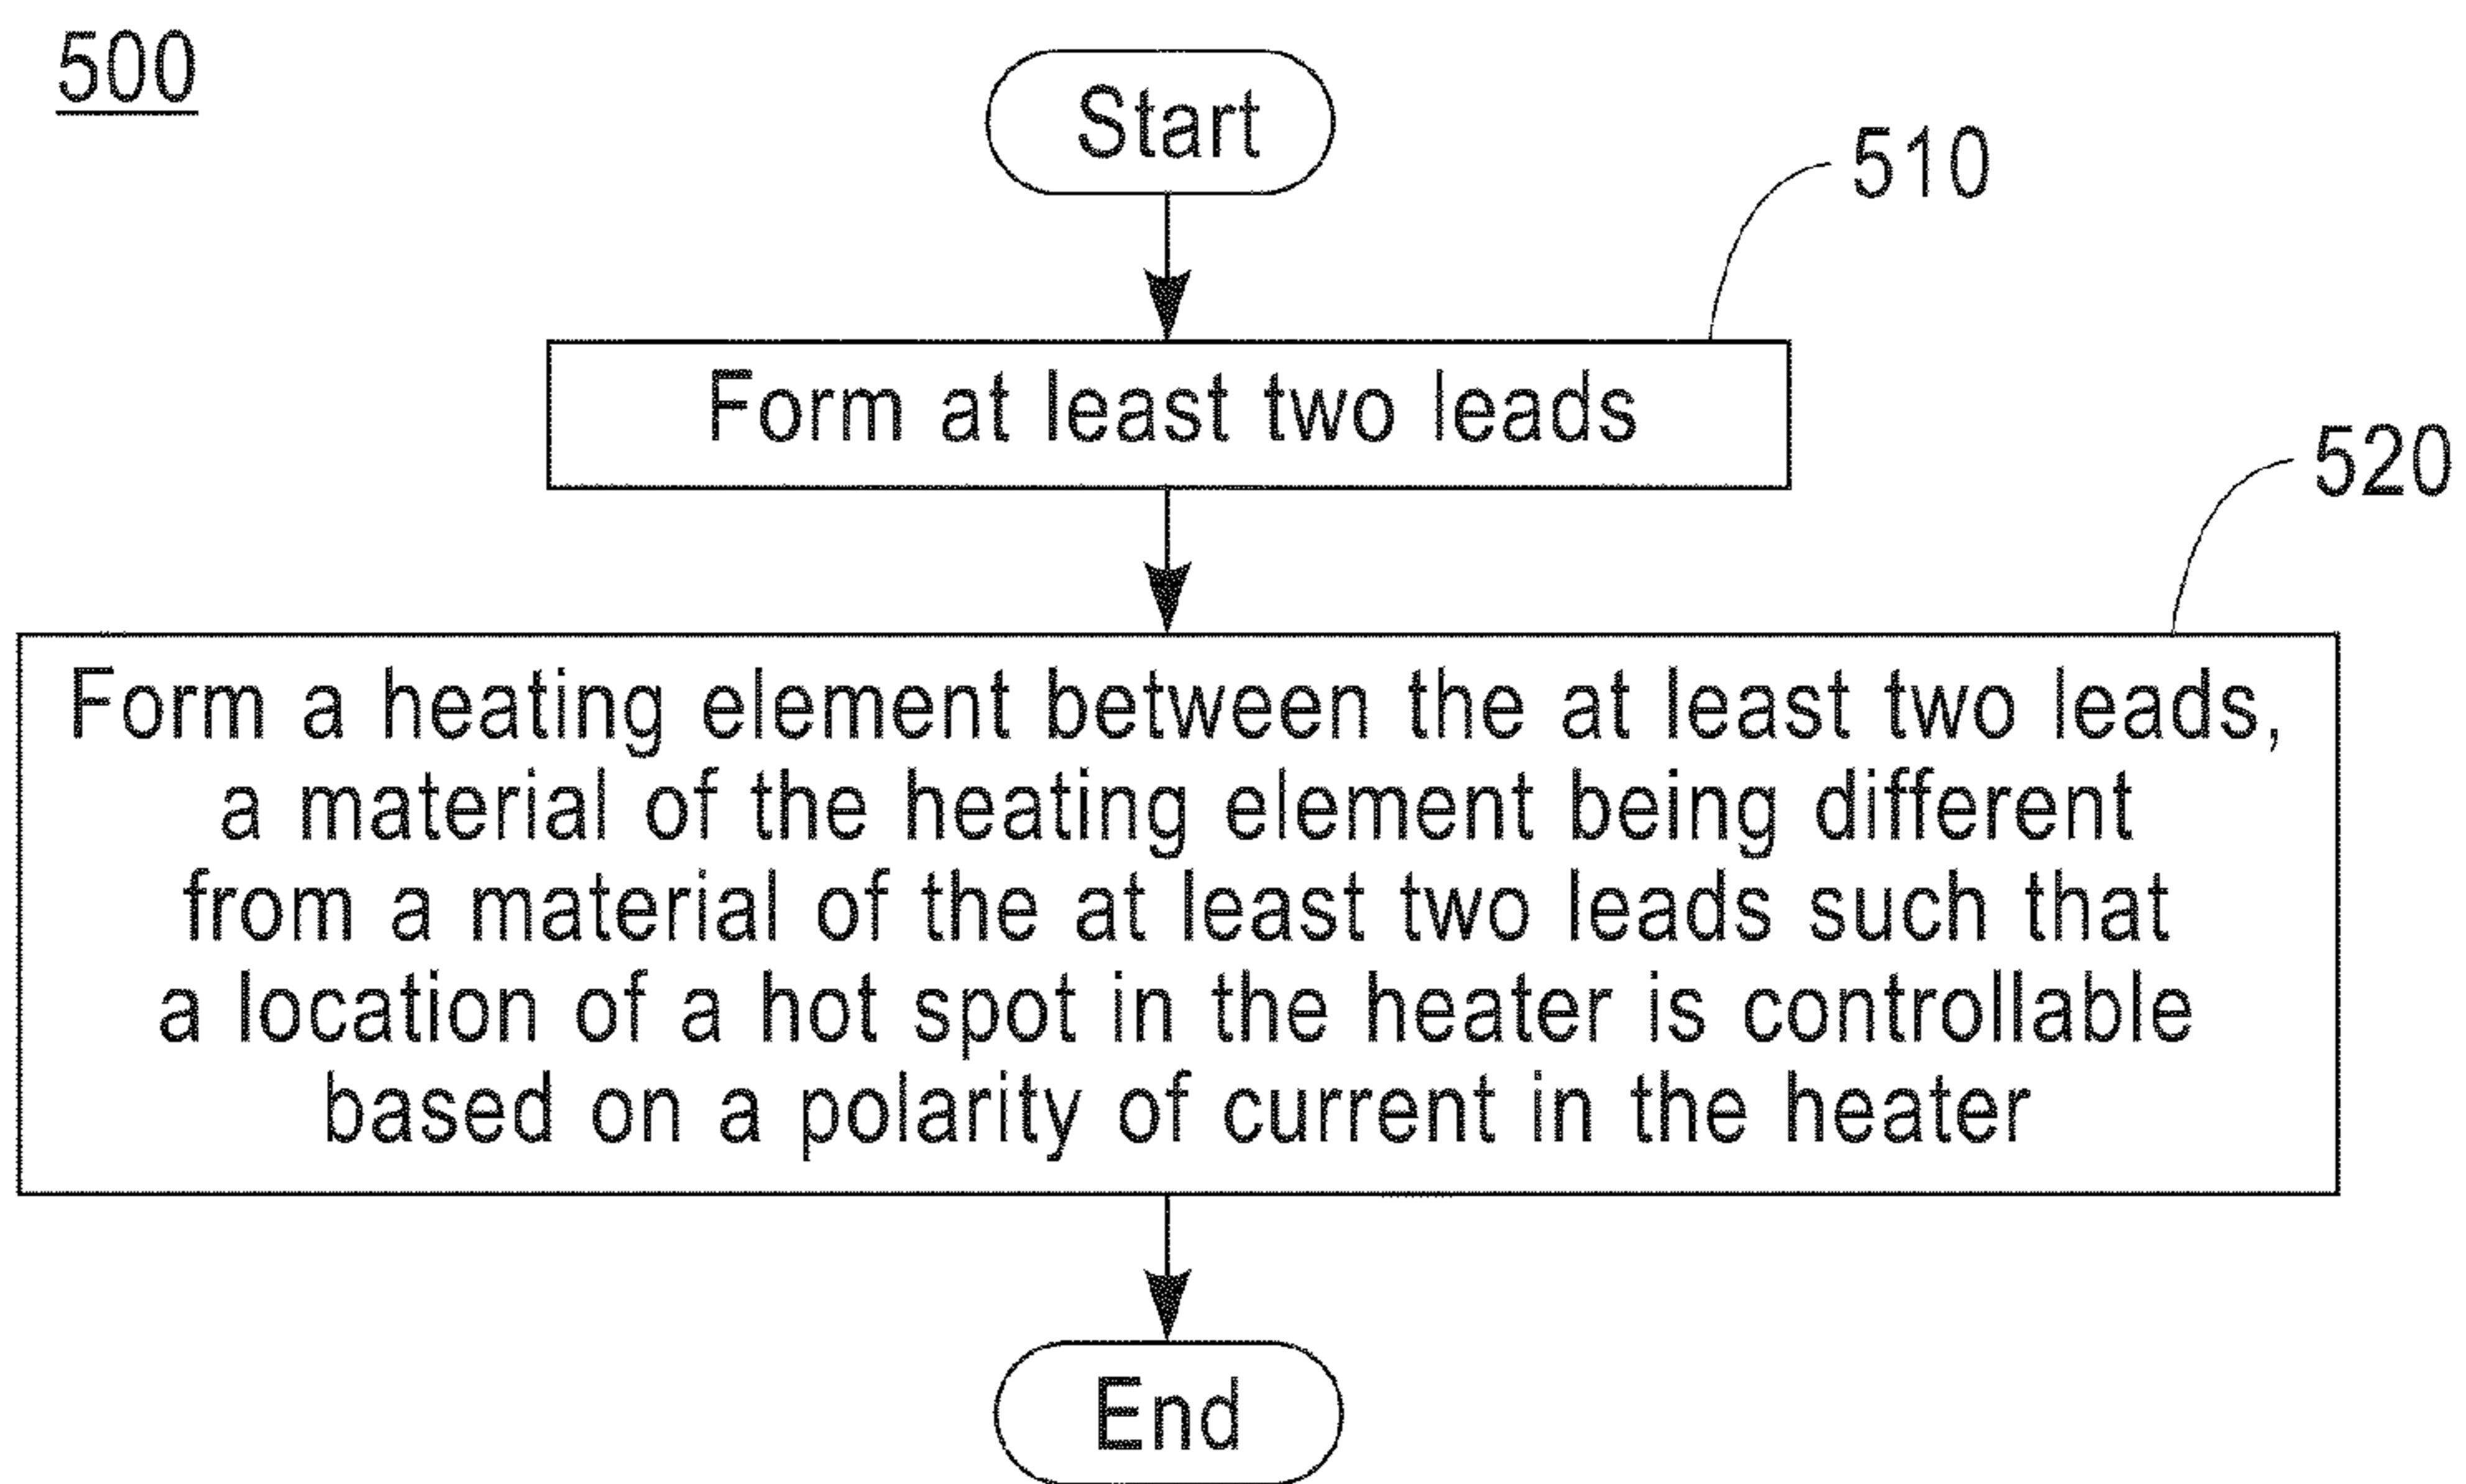 500
Start
510
Form at least two leads
520
Form a heating element between the at least two leads,
a material of the heating element being different
from a material of the at least two leads such that
a location of a hot spot in the heater is controllable
based on a polarity of current in the heater
End